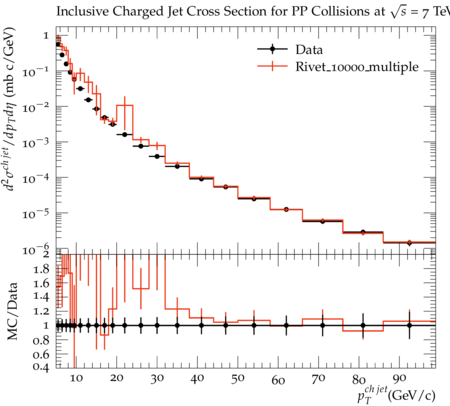 Inclusive Charged Jet Cross Section for PP Collisions at √s = 7 TeV
Data
Rivet_10000_multiple
d²σ^{ch jet}/dp_T dη (mb c/GeV)
1
10⁻¹
10⁻²
10⁻³
10⁻⁴
10⁻⁵
10⁻⁶
MC/Data
2
1.8
1.6
1.4
1.2
1
0.8
0.6
0.4
10 20 30 40 50 60 70 80 90
p_T^{ch jet}(GeV/c)